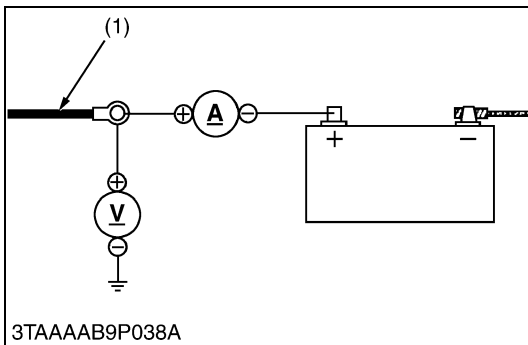 (1)
+ A −
+ −
+
V
−
3TAAAAB9P038A